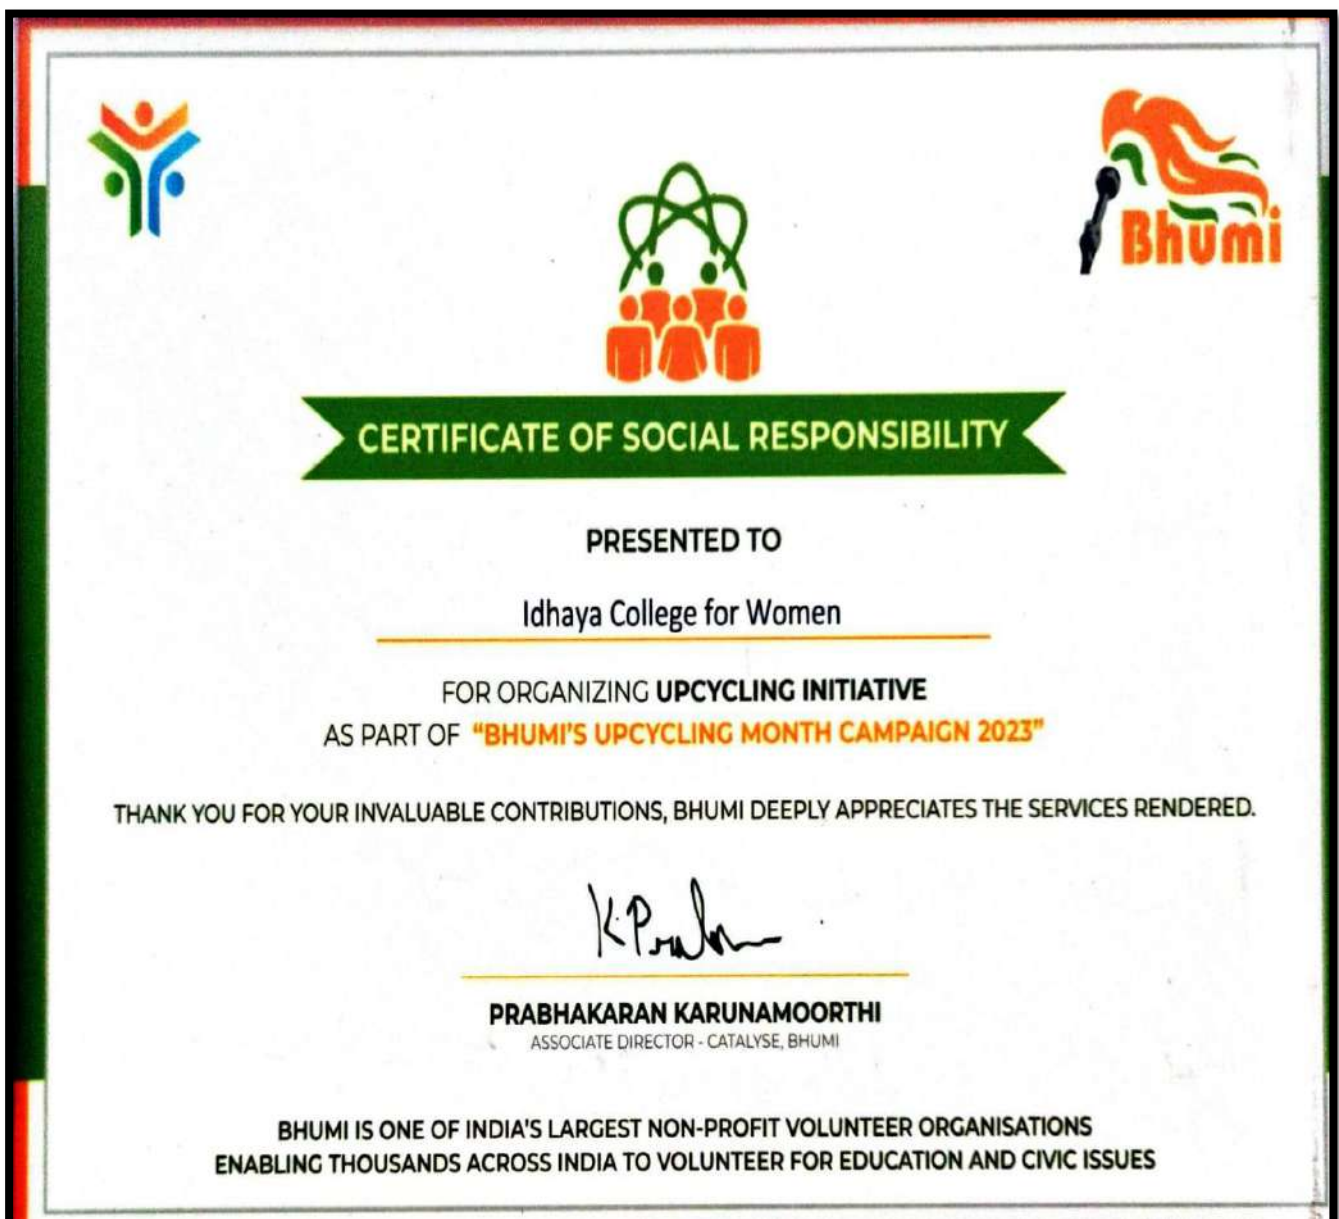 Bhumi
CERTIFICATE OF SOCIAL RESPONSIBILITY
PRESENTED TO
Idhaya College for Women
FOR ORGANIZING UPCYCLING INITIATIVE
AS PART OF "BHUMI'S UPCYCLING MONTH CAMPAIGN 2023"
THANK YOU FOR YOUR INVALUABLE CONTRIBUTIONS, BHUMI DEEPLY APPRECIATES THE SERVICES RENDERED.
PRABHAKARAN KARUNAMOORTHI
ASSOCIATE DIRECTOR - CATALYSE, BHUMI
BHUMI IS ONE OF INDIA'S LARGEST NON-PROFIT VOLUNTEER ORGANISATIONS
ENABLING THOUSANDS ACROSS INDIA TO VOLUNTEER FOR EDUCATION AND CIVIC ISSUES